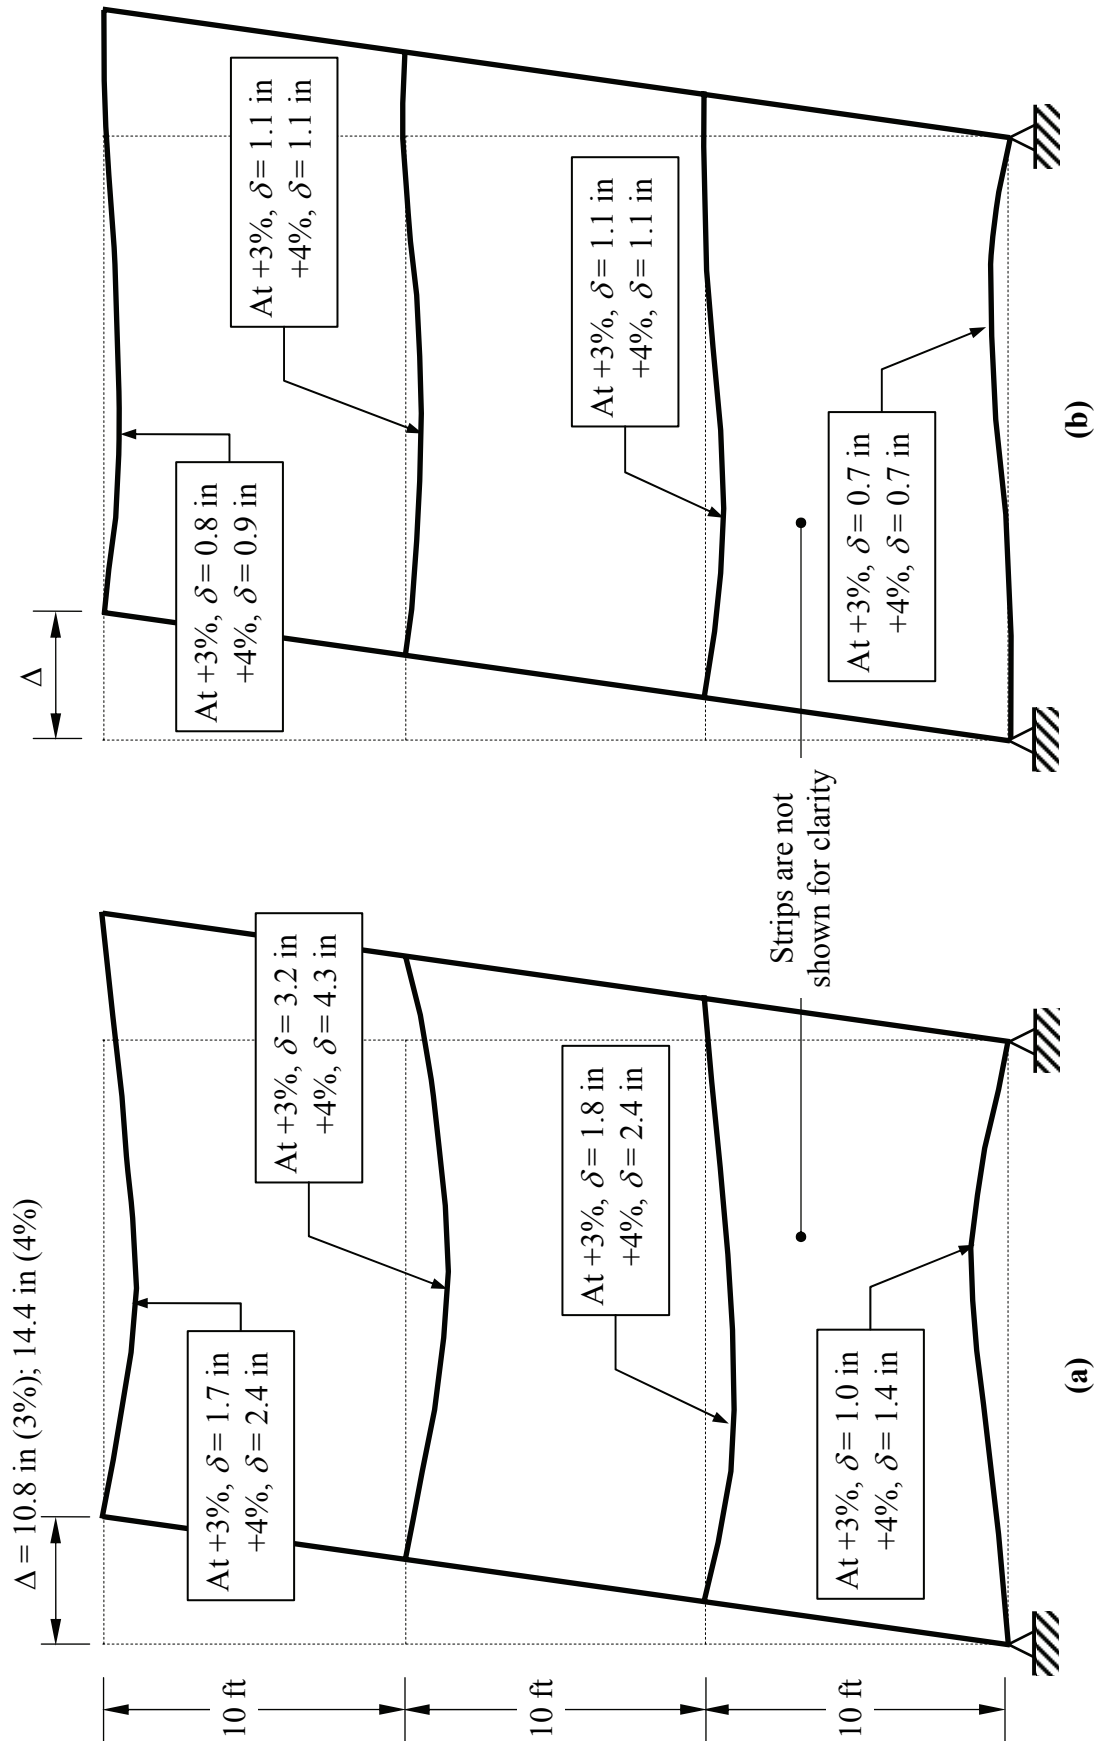 Δ = 10.8 in (3%); 14.4 in (4%)
Δ
10 ft
10 ft
10 ft
At +3%, δ = 1.7 in
+4%, δ = 2.4 in
At +3%, δ = 3.2 in
+4%, δ = 4.3 in
At +3%, δ = 1.8 in
+4%, δ = 2.4 in
At +3%, δ = 1.0 in
+4%, δ = 1.4 in
(a)
Strips are not
shown for clarity
At +3%, δ = 0.8 in
+4%, δ = 0.9 in
At +3%, δ = 1.1 in
+4%, δ = 1.1 in
At +3%, δ = 1.1 in
+4%, δ = 1.1 in
At +3%, δ = 0.7 in
+4%, δ = 0.7 in
(b)